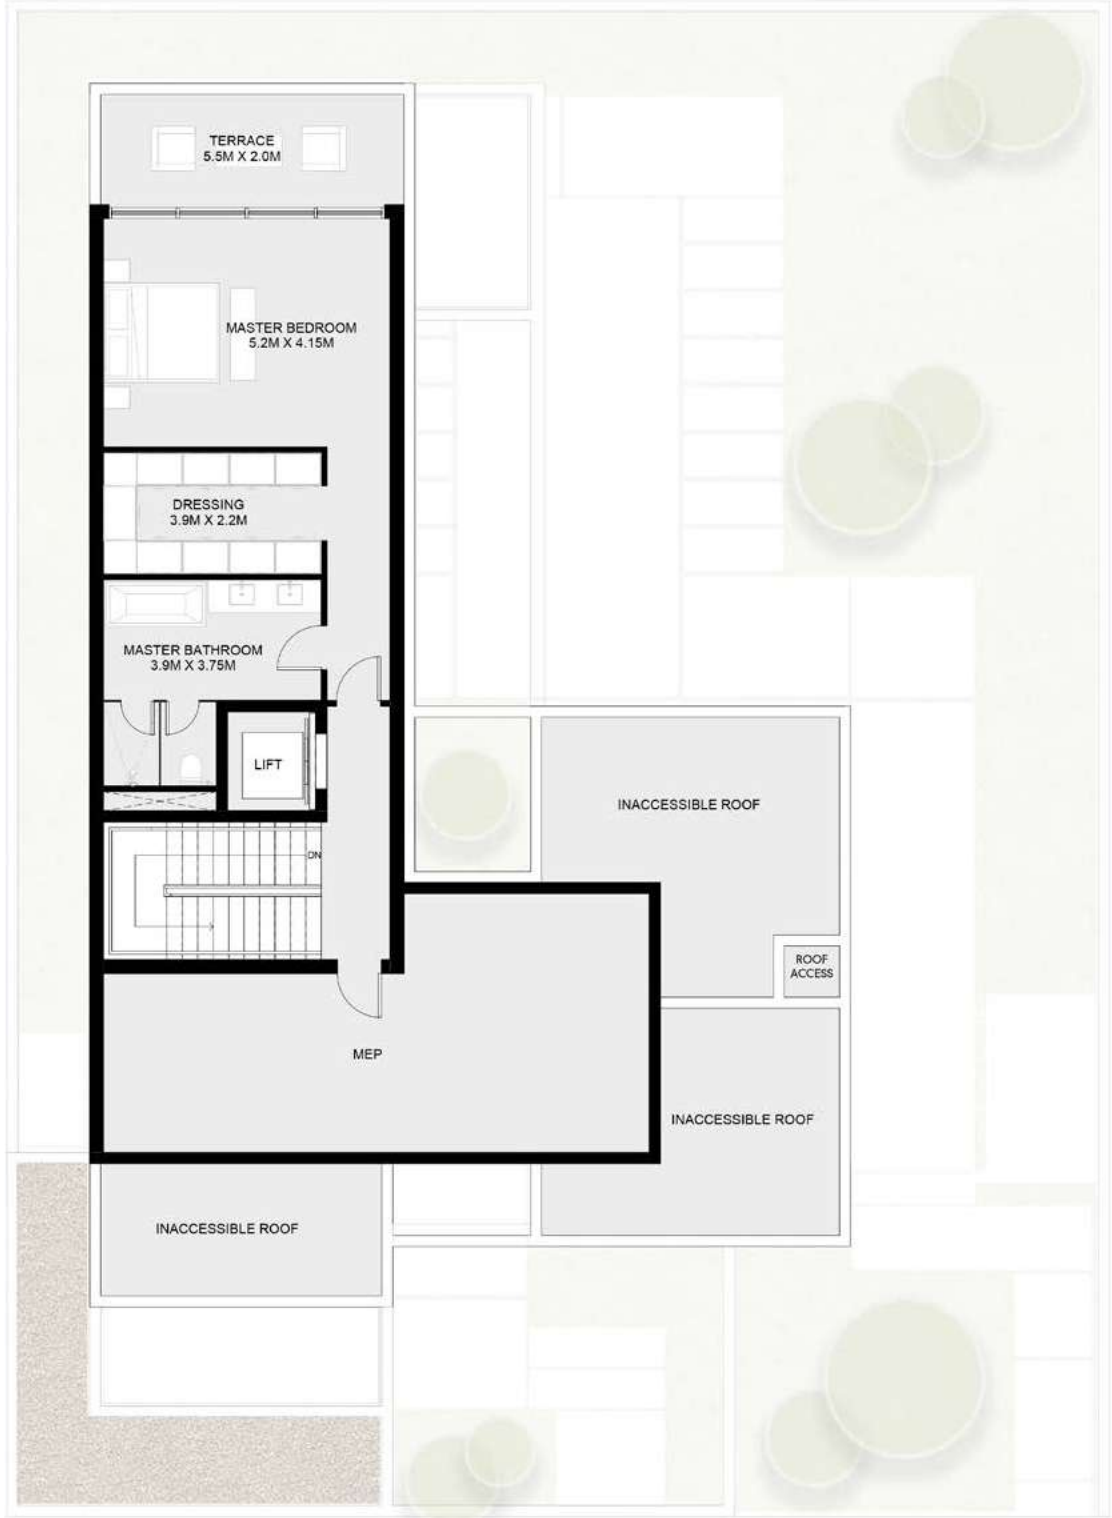 TERRACE
5.5M X 2.0M
MASTER BEDROOM
5.2M X 4.15M
DRESSING
3.9M X 2.2M
MASTER BATHROOM
3.9M X 3.75M
LIFT
INACCESSIBLE ROOF
DN
ROOF
ACCESS
MEP
INACCESSIBLE ROOF
INACCESSIBLE ROOF